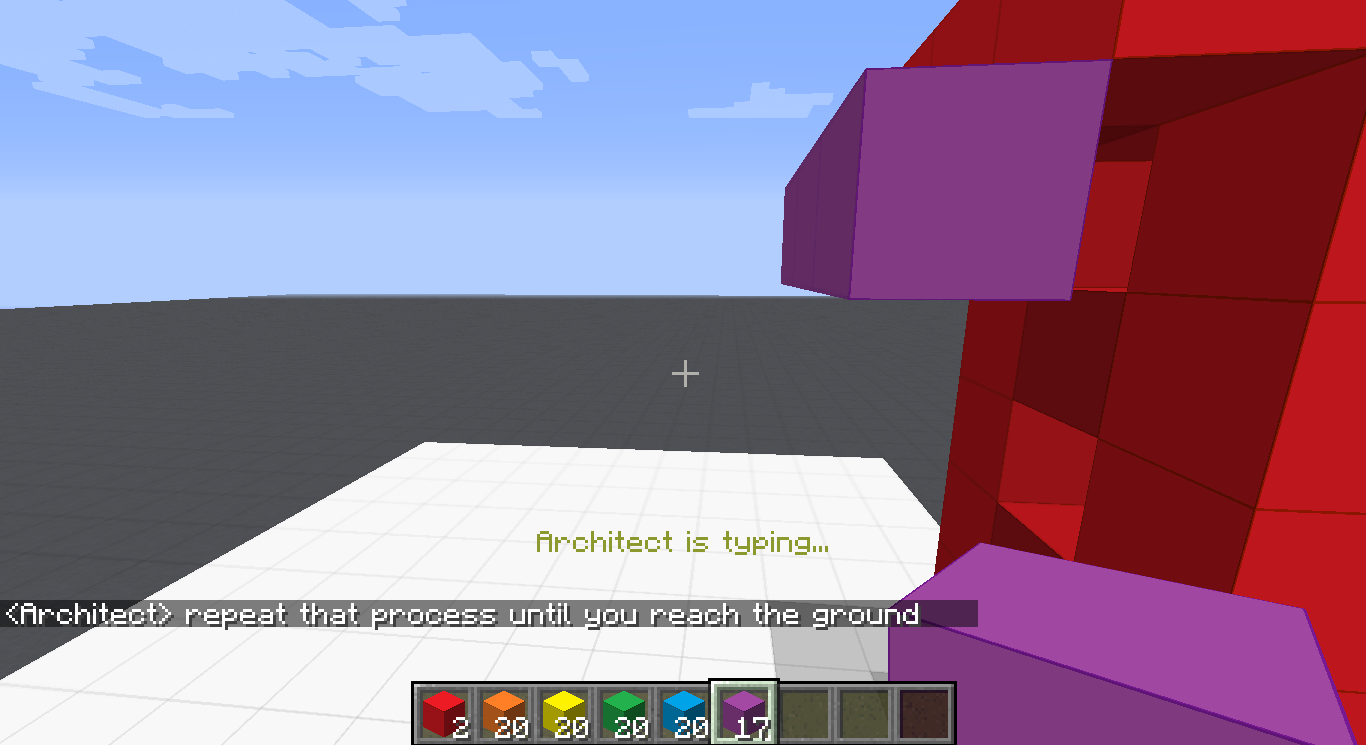 Architect is typing...
<Architect> repeat that process until you reach the ground
2 20 20 20 20 17